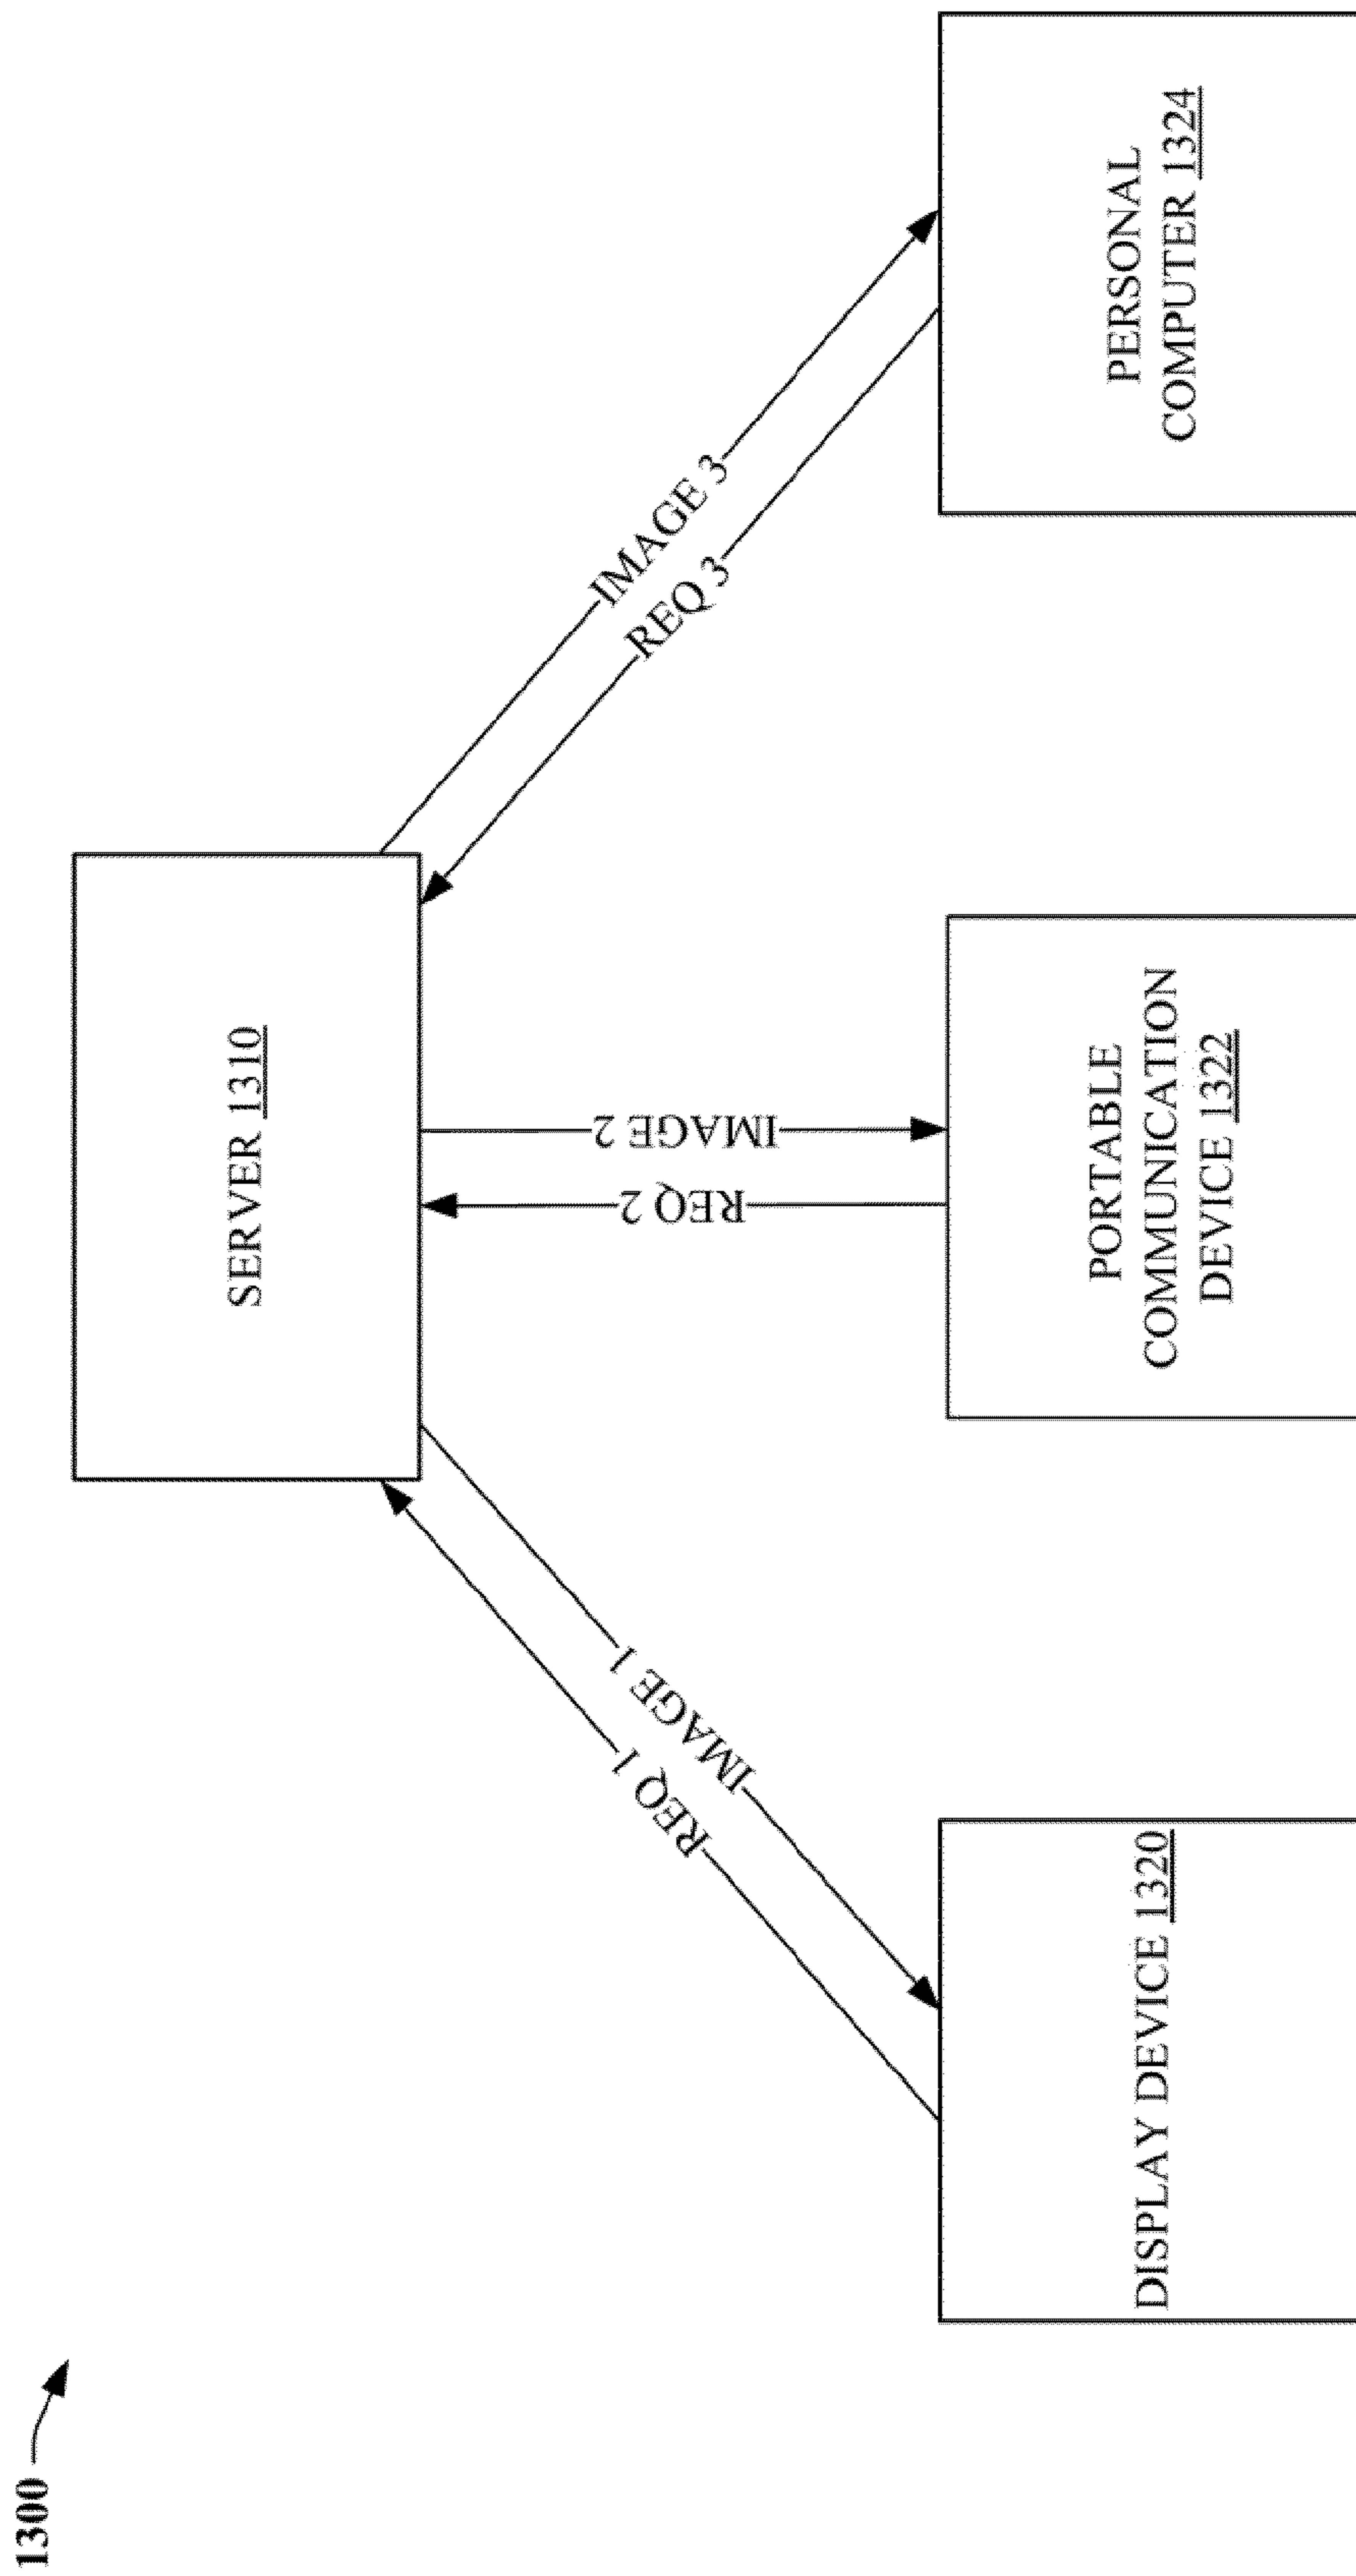 1300
SERVER 1310
REQ 1
IMAGE 1
REQ 2
IMAGE 2
IMAGE 3
REQ 3
DISPLAY DEVICE 1320
PORTABLE
COMMUNICATION
DEVICE 1322
PERSONAL
COMPUTER 1324